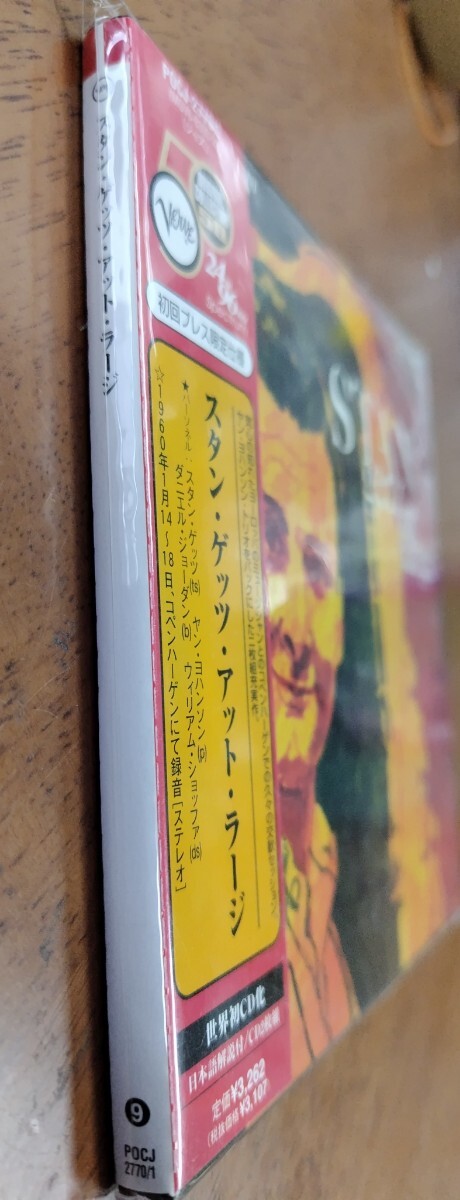 スタン・ゲッツ・アット・ラージ
9
POCJ
2770/1
Verve
24
96
初回プレス限定仕様
スタン・ゲッツ・アット・ラージ
★パーソネル:スタン・ゲッツ(ts) ヤン・ヨハンソン(p)
ダニエル・ジョーダン(b) ウィリアム・ショッファ(ds)
☆1960年1月14~18日、コペンハーゲンにて録音[ステレオ]
世界初CD化
日本語解説付/CD2枚組
定価¥3,262
(税抜価格¥3,107)